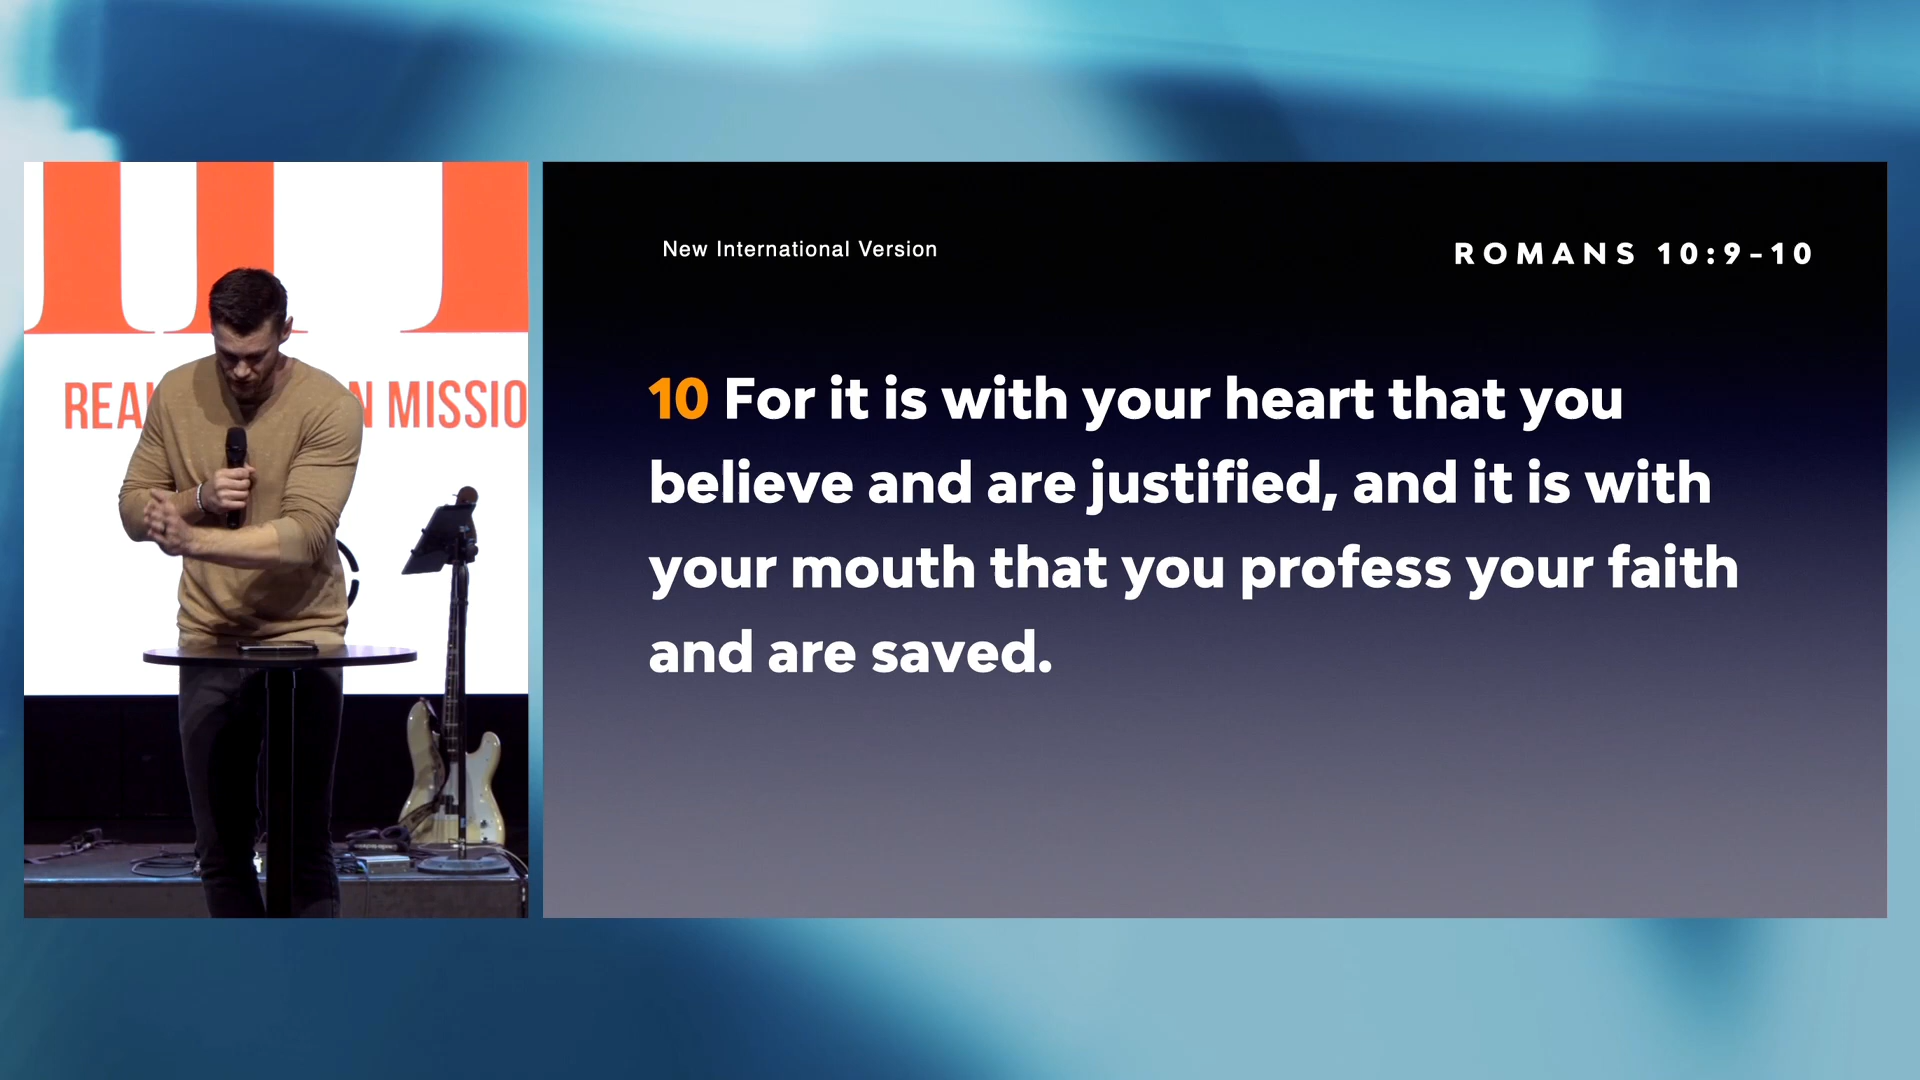 New International Version
ROMANS 10:9-10
10 For it is with your heart that you
believe and are justified, and it is with
your mouth that you profess your faith
and are saved.
MISSIO